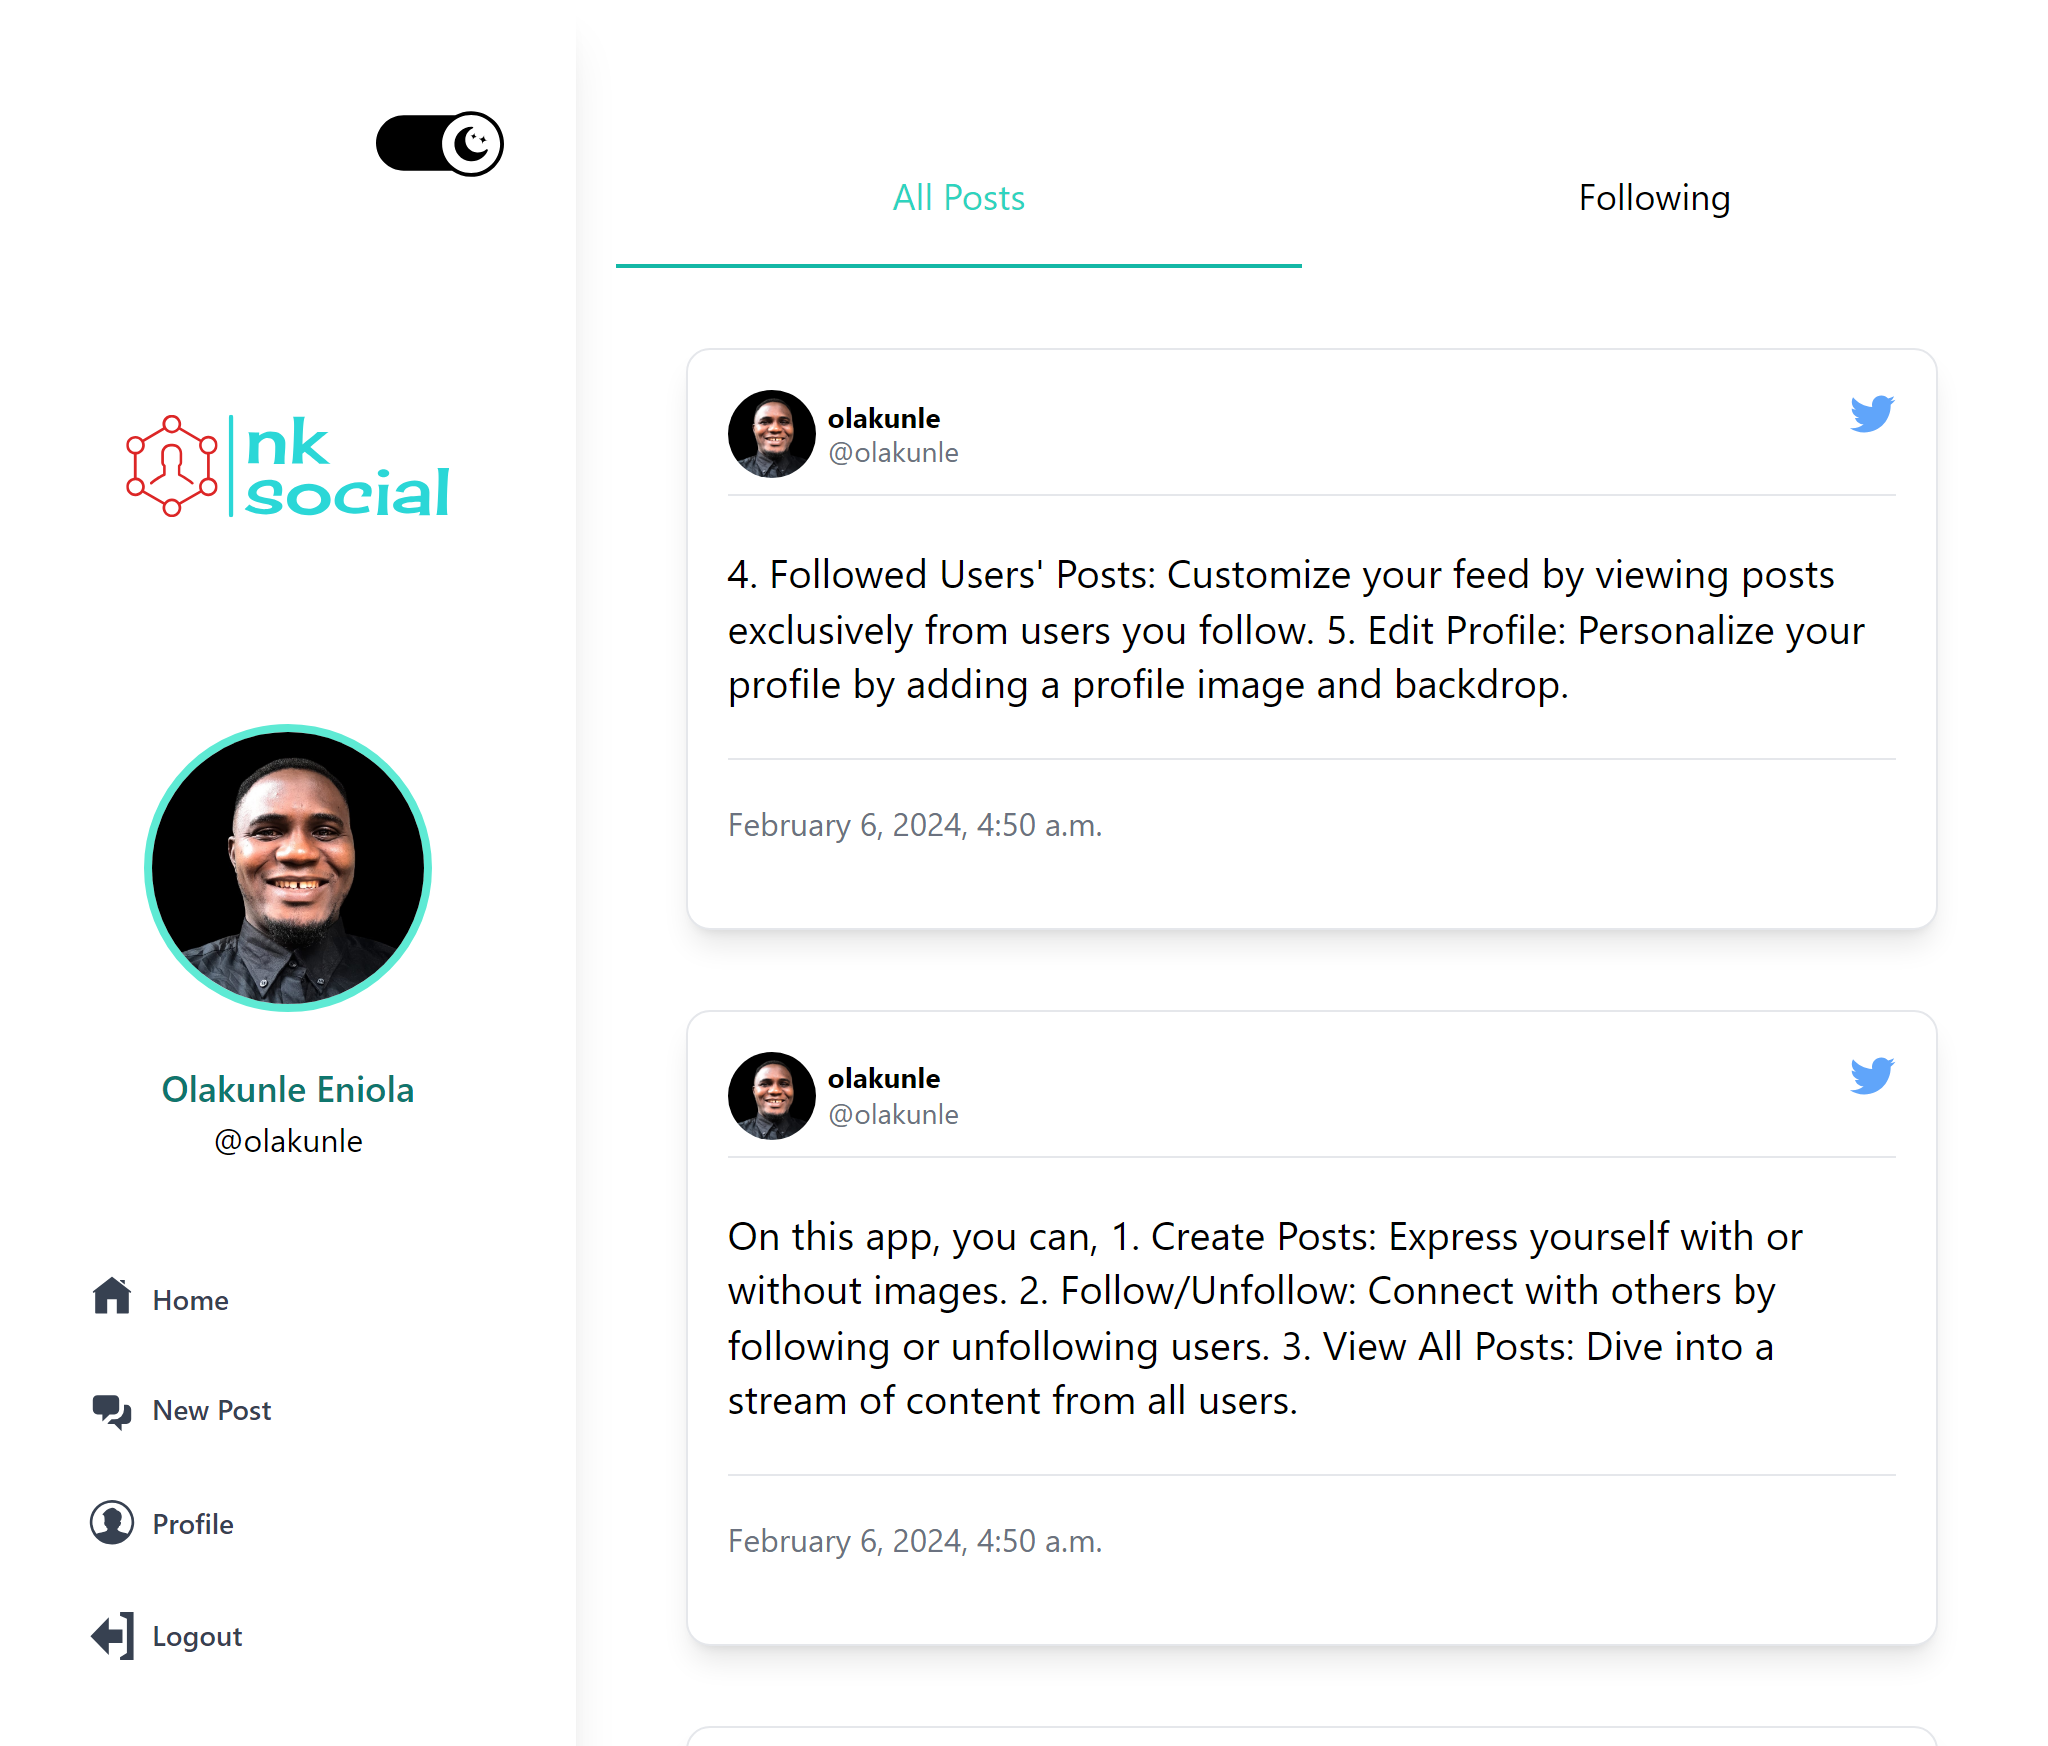 nk
social
Olakunle Eniola
@olakunle
Home
New Post
Profile
Logout
All Posts
Following
olakunle
@olakunle
4. Followed Users' Posts: Customize your feed by viewing posts
exclusively from users you follow. 5. Edit Profile: Personalize your
profile by adding a profile image and backdrop.
February 6, 2024, 4:50 a.m.
olakunle
@olakunle
On this app, you can, 1. Create Posts: Express yourself with or
without images. 2. Follow/Unfollow: Connect with others by
following or unfollowing users. 3. View All Posts: Dive into a
stream of content from all users.
February 6, 2024, 4:50 a.m.